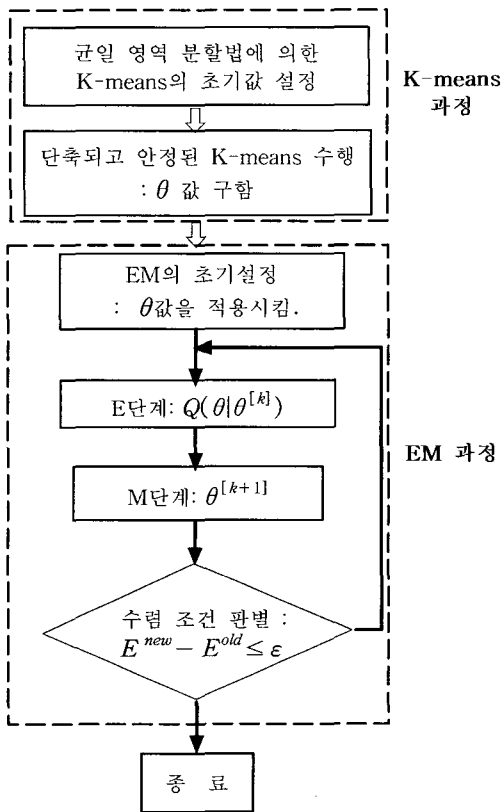 균일 영역 분할법에 의한
K-means의 초기값 설정
K-means
과정
단축되고 안정된 K-means 수행
: θ 값 구함
EM의 초기설정
: θ값을 적용시킴.
E단계: Q(θ|θ^[k])
EM 과정
M단계: θ^[k+1]
수렴 조건 판별 :
E^new − E^old ≤ ε
종 료